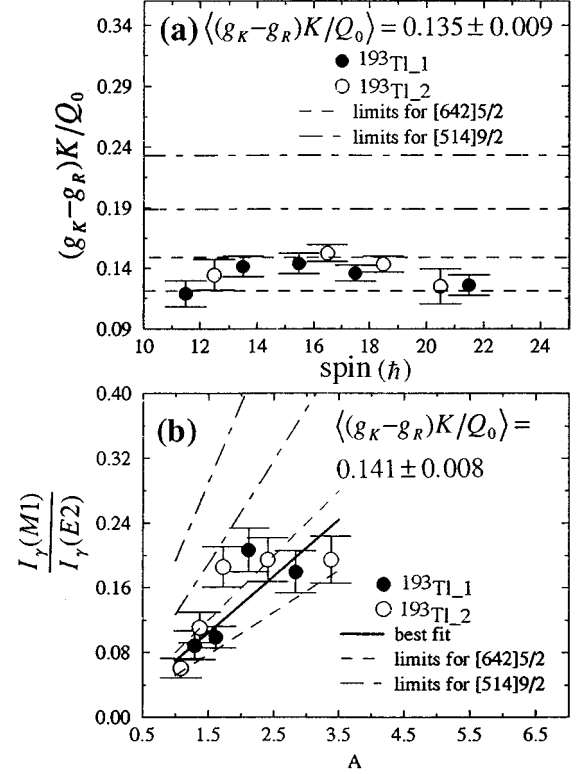 (a) ⟨(g_K−g_R)K/Q_0⟩ = 0.135 ± 0.009
193Tl_1
193Tl_2
limits for [642]5/2
limits for [514]9/2
(g_K−g_R)K/Q_0
0.34
0.29
0.24
0.19
0.14
0.09
10 12 14 16 18 20 22 24
spin (ħ)
(b) ⟨(g_K−g_R)K/Q_0⟩ =
0.141 ± 0.008
I_γ(M1)
I_γ(E2)
0.40
0.32
0.24
0.16
0.08
0.00
193Tl_1
193Tl_2
best fit
limits for [642]5/2
limits for [514]9/2
0.5 1.5 2.5 3.5 4.5 5.5 6.5
A